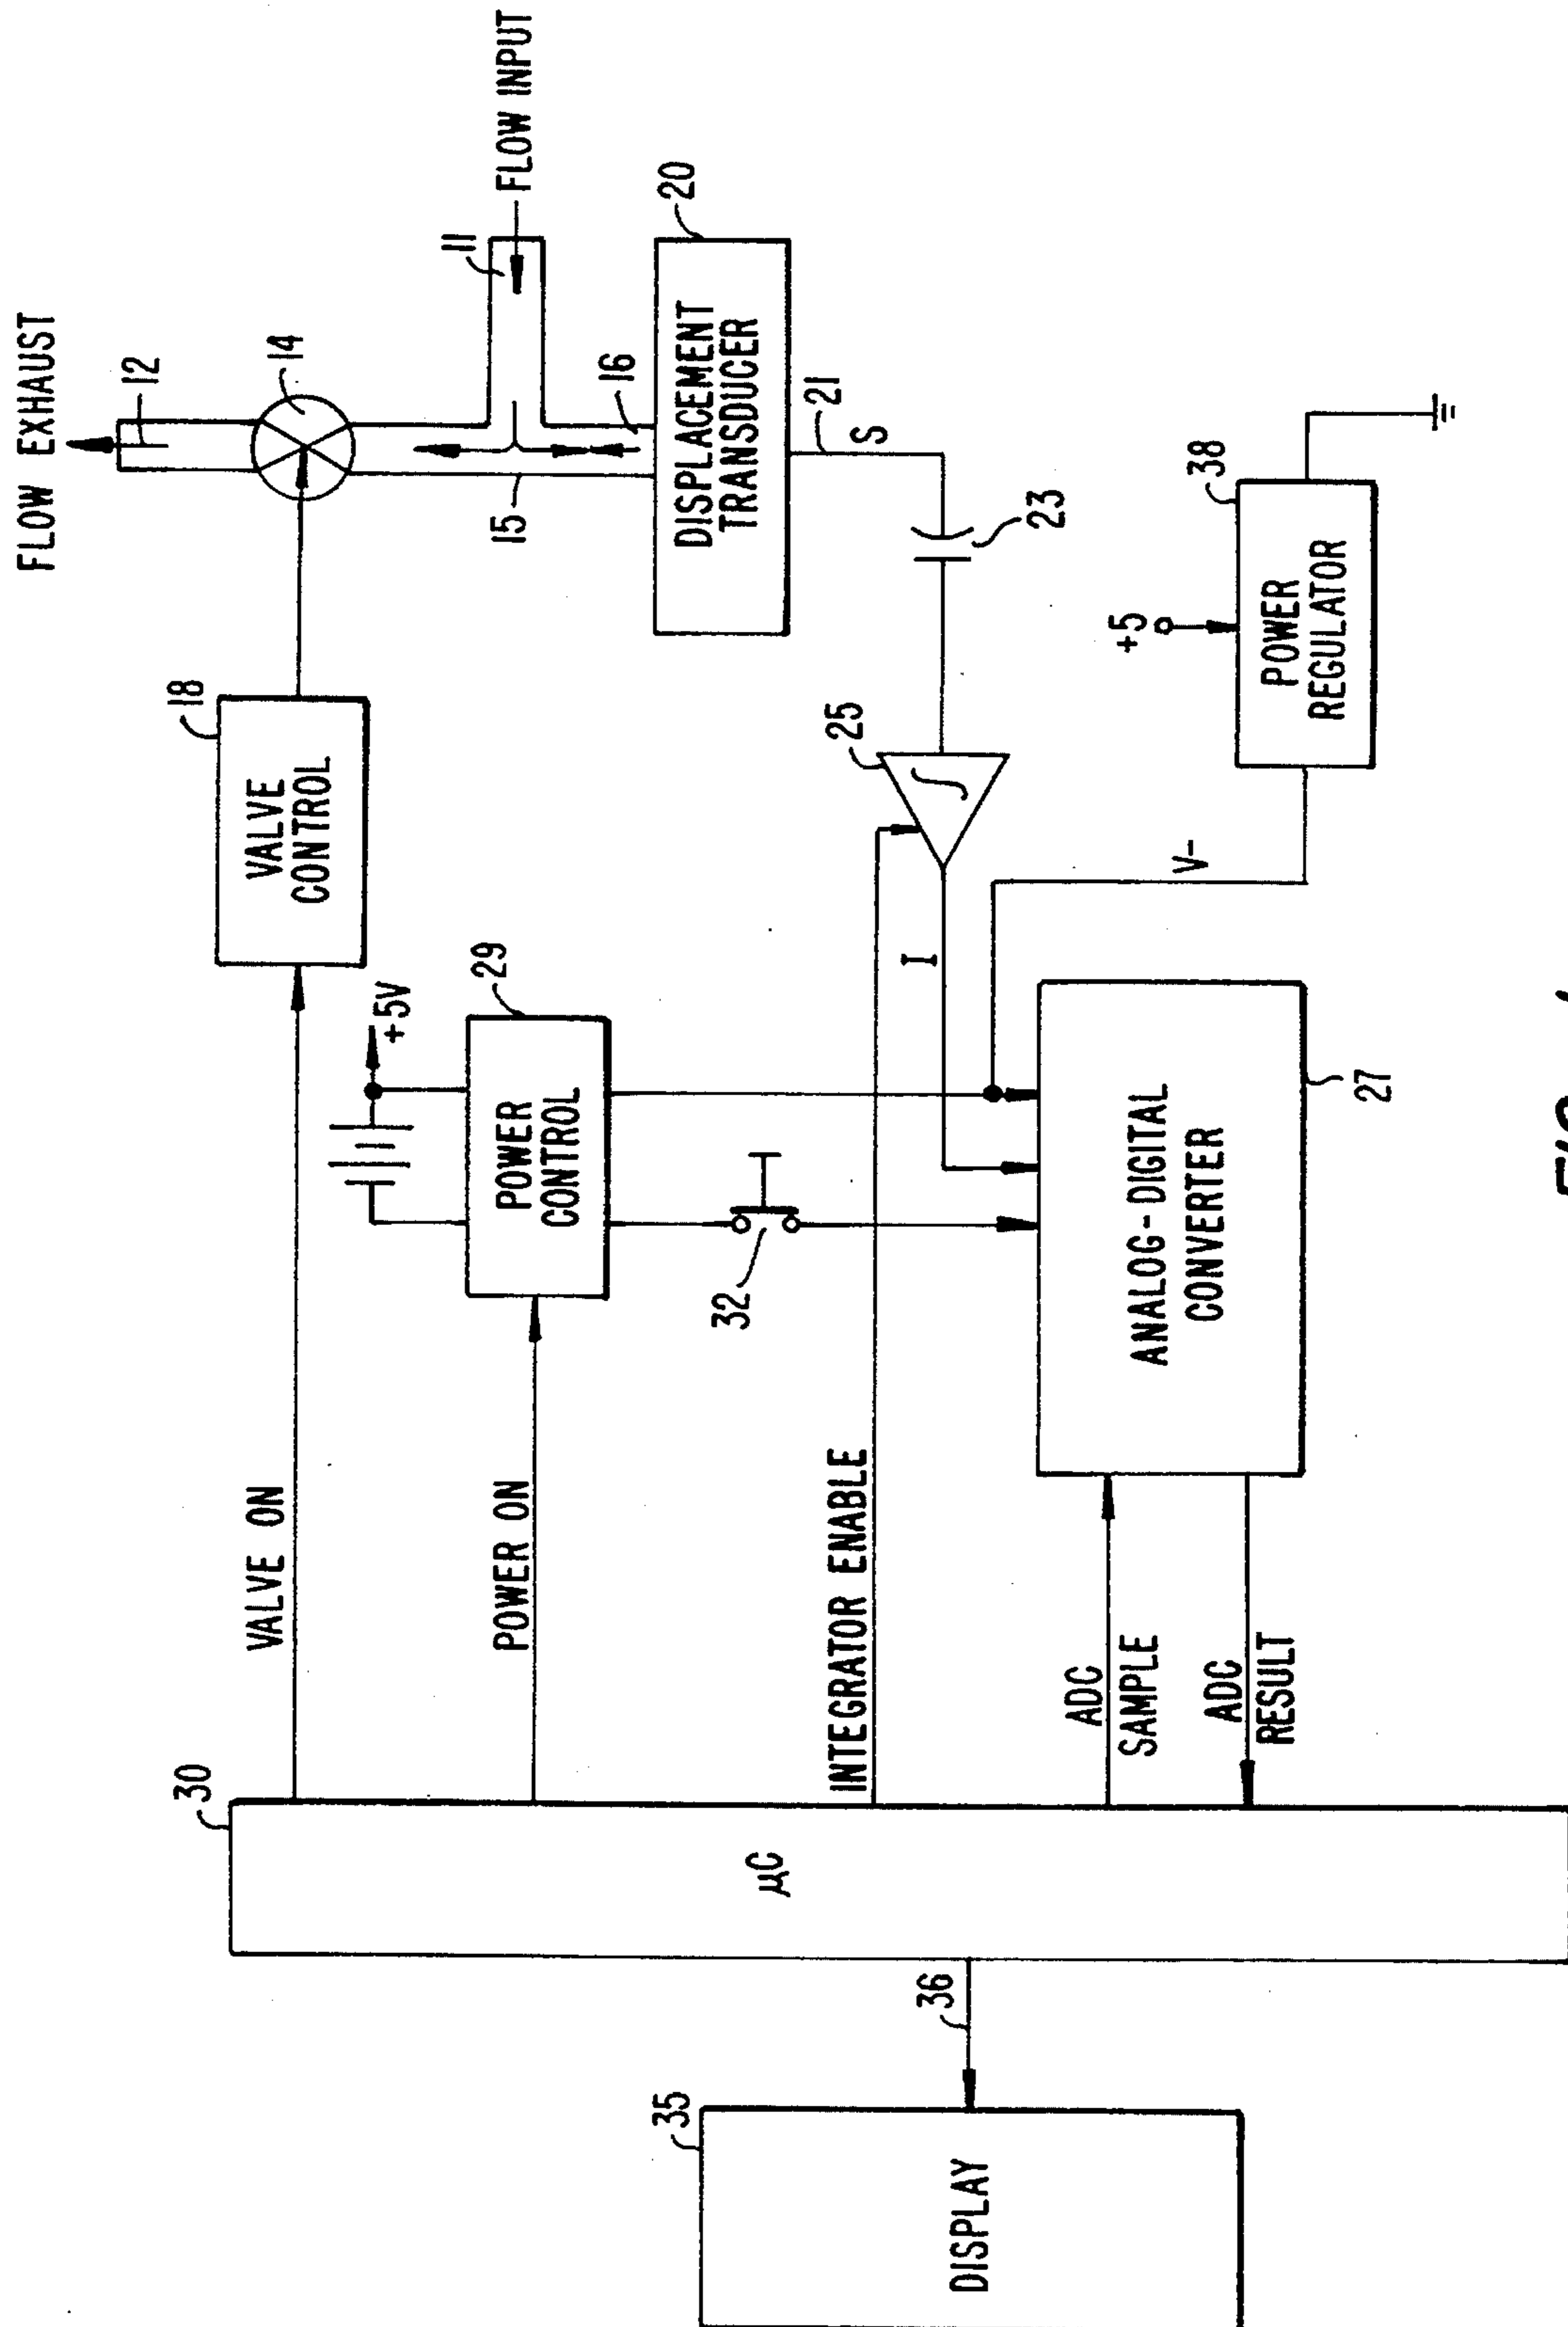 FLOW EXHAUST
12
14
11
FLOW INPUT
15
16
VALVE ON
18
VALVE
CONTROL
20
DISPLACEMENT
TRANSDUCER
21
S
23
+5V
29
POWER
CONTROL
POWER ON
32
25
I
INTEGRATOR ENABLE
V-
+5
38
POWER
REGULATOR
ANALOG-DIGITAL
CONVERTER
27
ADC
SAMPLE
ADC
RESULT
30
μC
36
35
DISPLAY